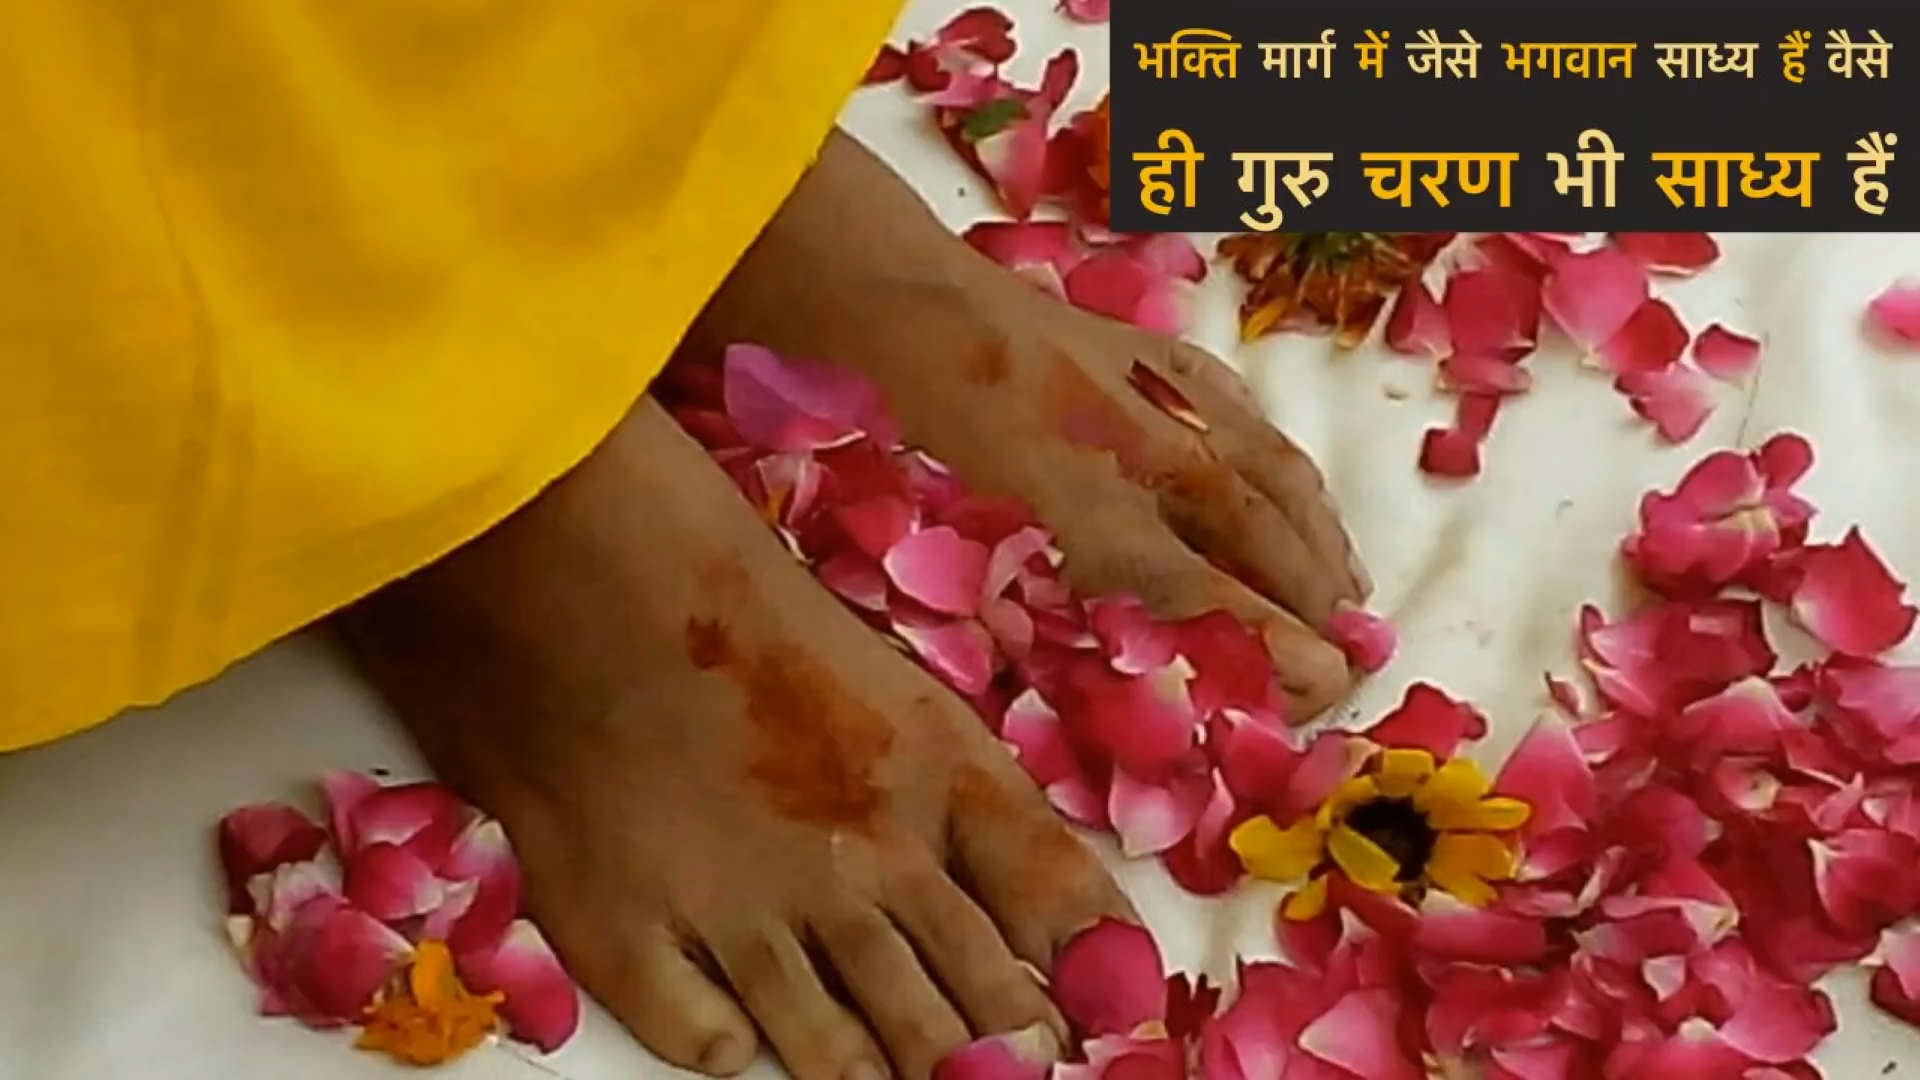 भक्ति मार्ग में जैसे भगवान साध्य हैं वैसे
ही गुरु चरण भी साध्य हैं